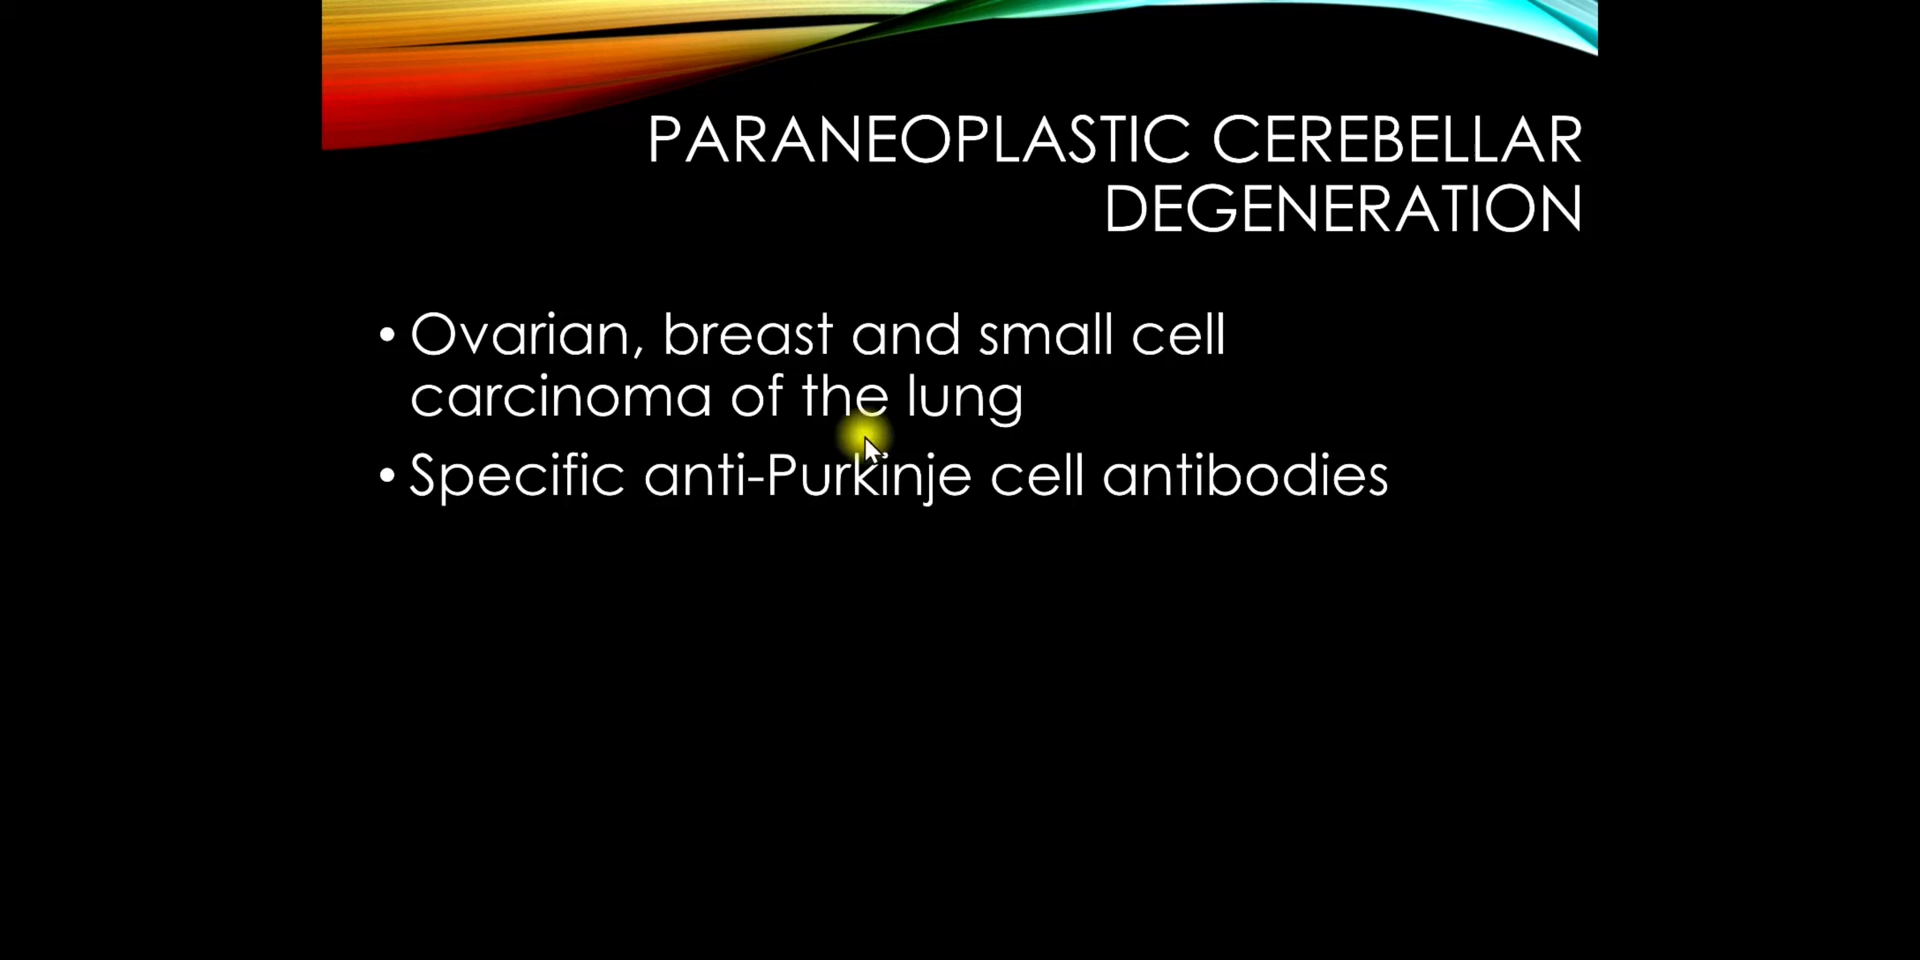 PARANEOPLASTIC CEREBELLAR
DEGENERATION
• Ovarian, breast and small cell
carcinoma of the lung
• Specific anti-Purkinje cell antibodies